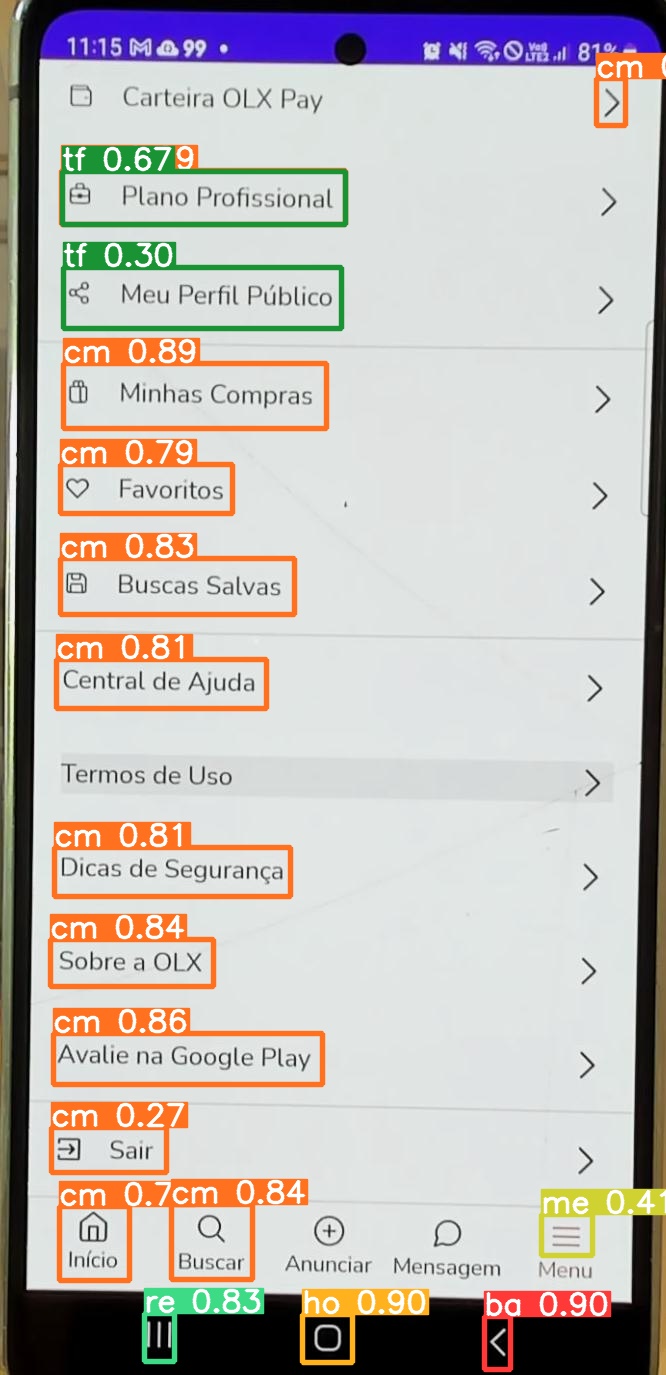 11:15 99 81%
cm
Carteira OLX Pay
tf 0.679
Plano Profissional
tf 0.30
Meu Perfil Público
cm 0.89
Minhas Compras
cm 0.79
Favoritos
cm 0.83
Buscas Salvas
cm 0.81
Central de Ajuda
Termos de Uso
cm 0.81
Dicas de Segurança
cm 0.84
Sobre a OLX
cm 0.86
Avalie na Google Play
cm 0.27
Sair
cm 0.7 cm 0.84 me 0.41
Início Buscar Anunciar Mensagem Menu
re 0.83 ho 0.90 ba 0.90